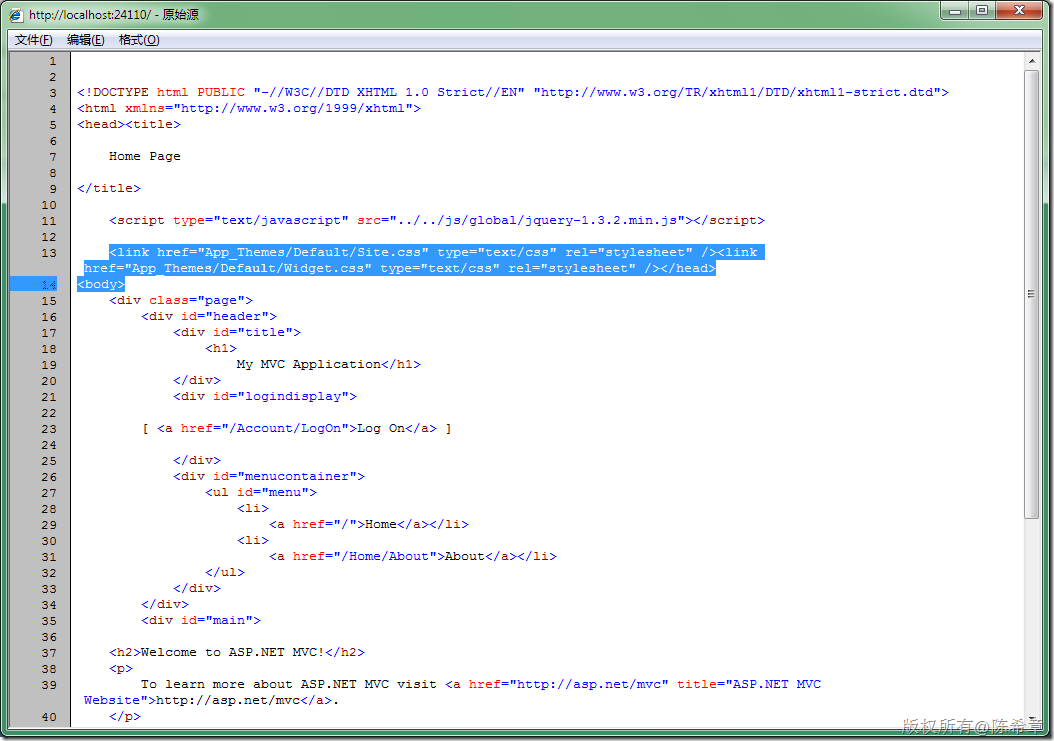 http://localhost:24110/ - 原始源
文件(F) 编辑(E) 格式(O)
1
2
3 <!DOCTYPE html PUBLIC "-//W3C//DTD XHTML 1.0 Strict//EN" "http://www.w3.org/TR/xhtml1/DTD/xhtml1-strict.dtd">
4 <html xmlns="http://www.w3.org/1999/xhtml">
5 <head><title>
6
7 Home Page
8
9 </title>
10
11 <script type="text/javascript" src="../../js/global/jquery-1.3.2.min.js"></script>
12
13 <link href="App_Themes/Default/Site.css" type="text/css" rel="stylesheet" /><link
href="App_Themes/Default/Widget.css" type="text/css" rel="stylesheet" /></head>
14 <body>
15 <div class="page">
16 <div id="header">
17 <div id="title">
18 <h1>
19 My MVC Application</h1>
20 </div>
21 <div id="logindisplay">
22
23 [ <a href="/Account/LogOn">Log On</a> ]
24
25 </div>
26 <div id="menucontainer">
27 <ul id="menu">
28 <li>
29 <a href="/">Home</a></li>
30 <li>
31 <a href="/Home/About">About</a></li>
32 </ul>
33 </div>
34 </div>
35 <div id="main">
36
37 <h2>Welcome to ASP.NET MVC!</h2>
38 <p>
39 To learn more about ASP.NET MVC visit <a href="http://asp.net/mvc" title="ASP.NET MVC
Website">http://asp.net/mvc</a>.
40 </p>
版权所有@陈希章